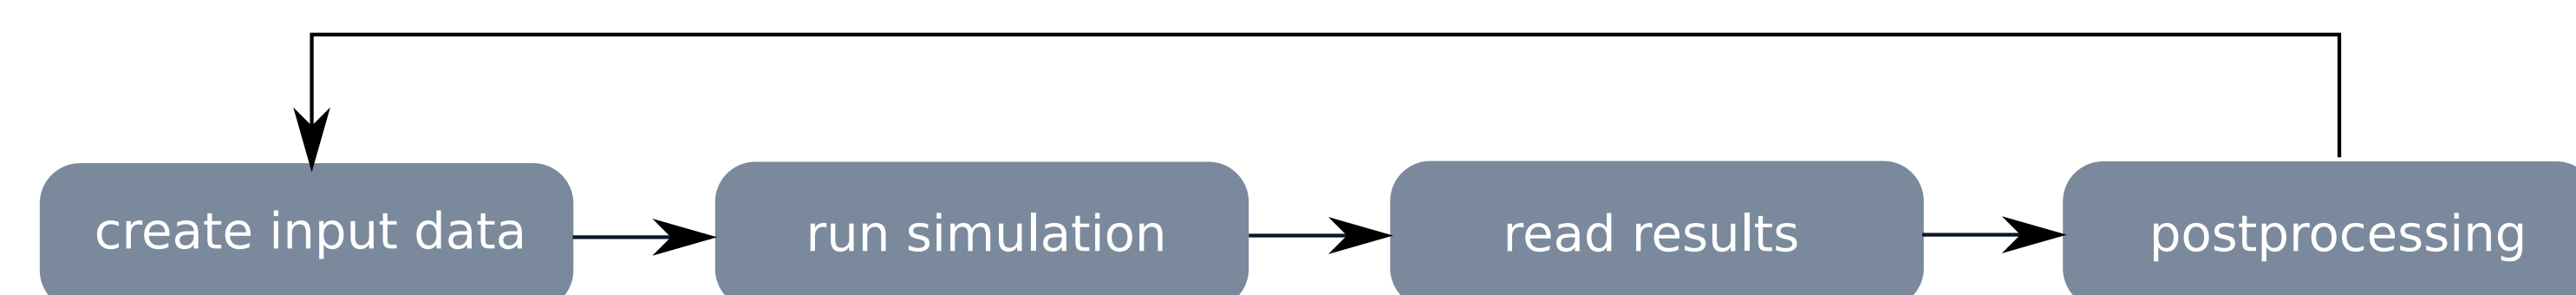 create input data
run simulation
read results
postprocessing